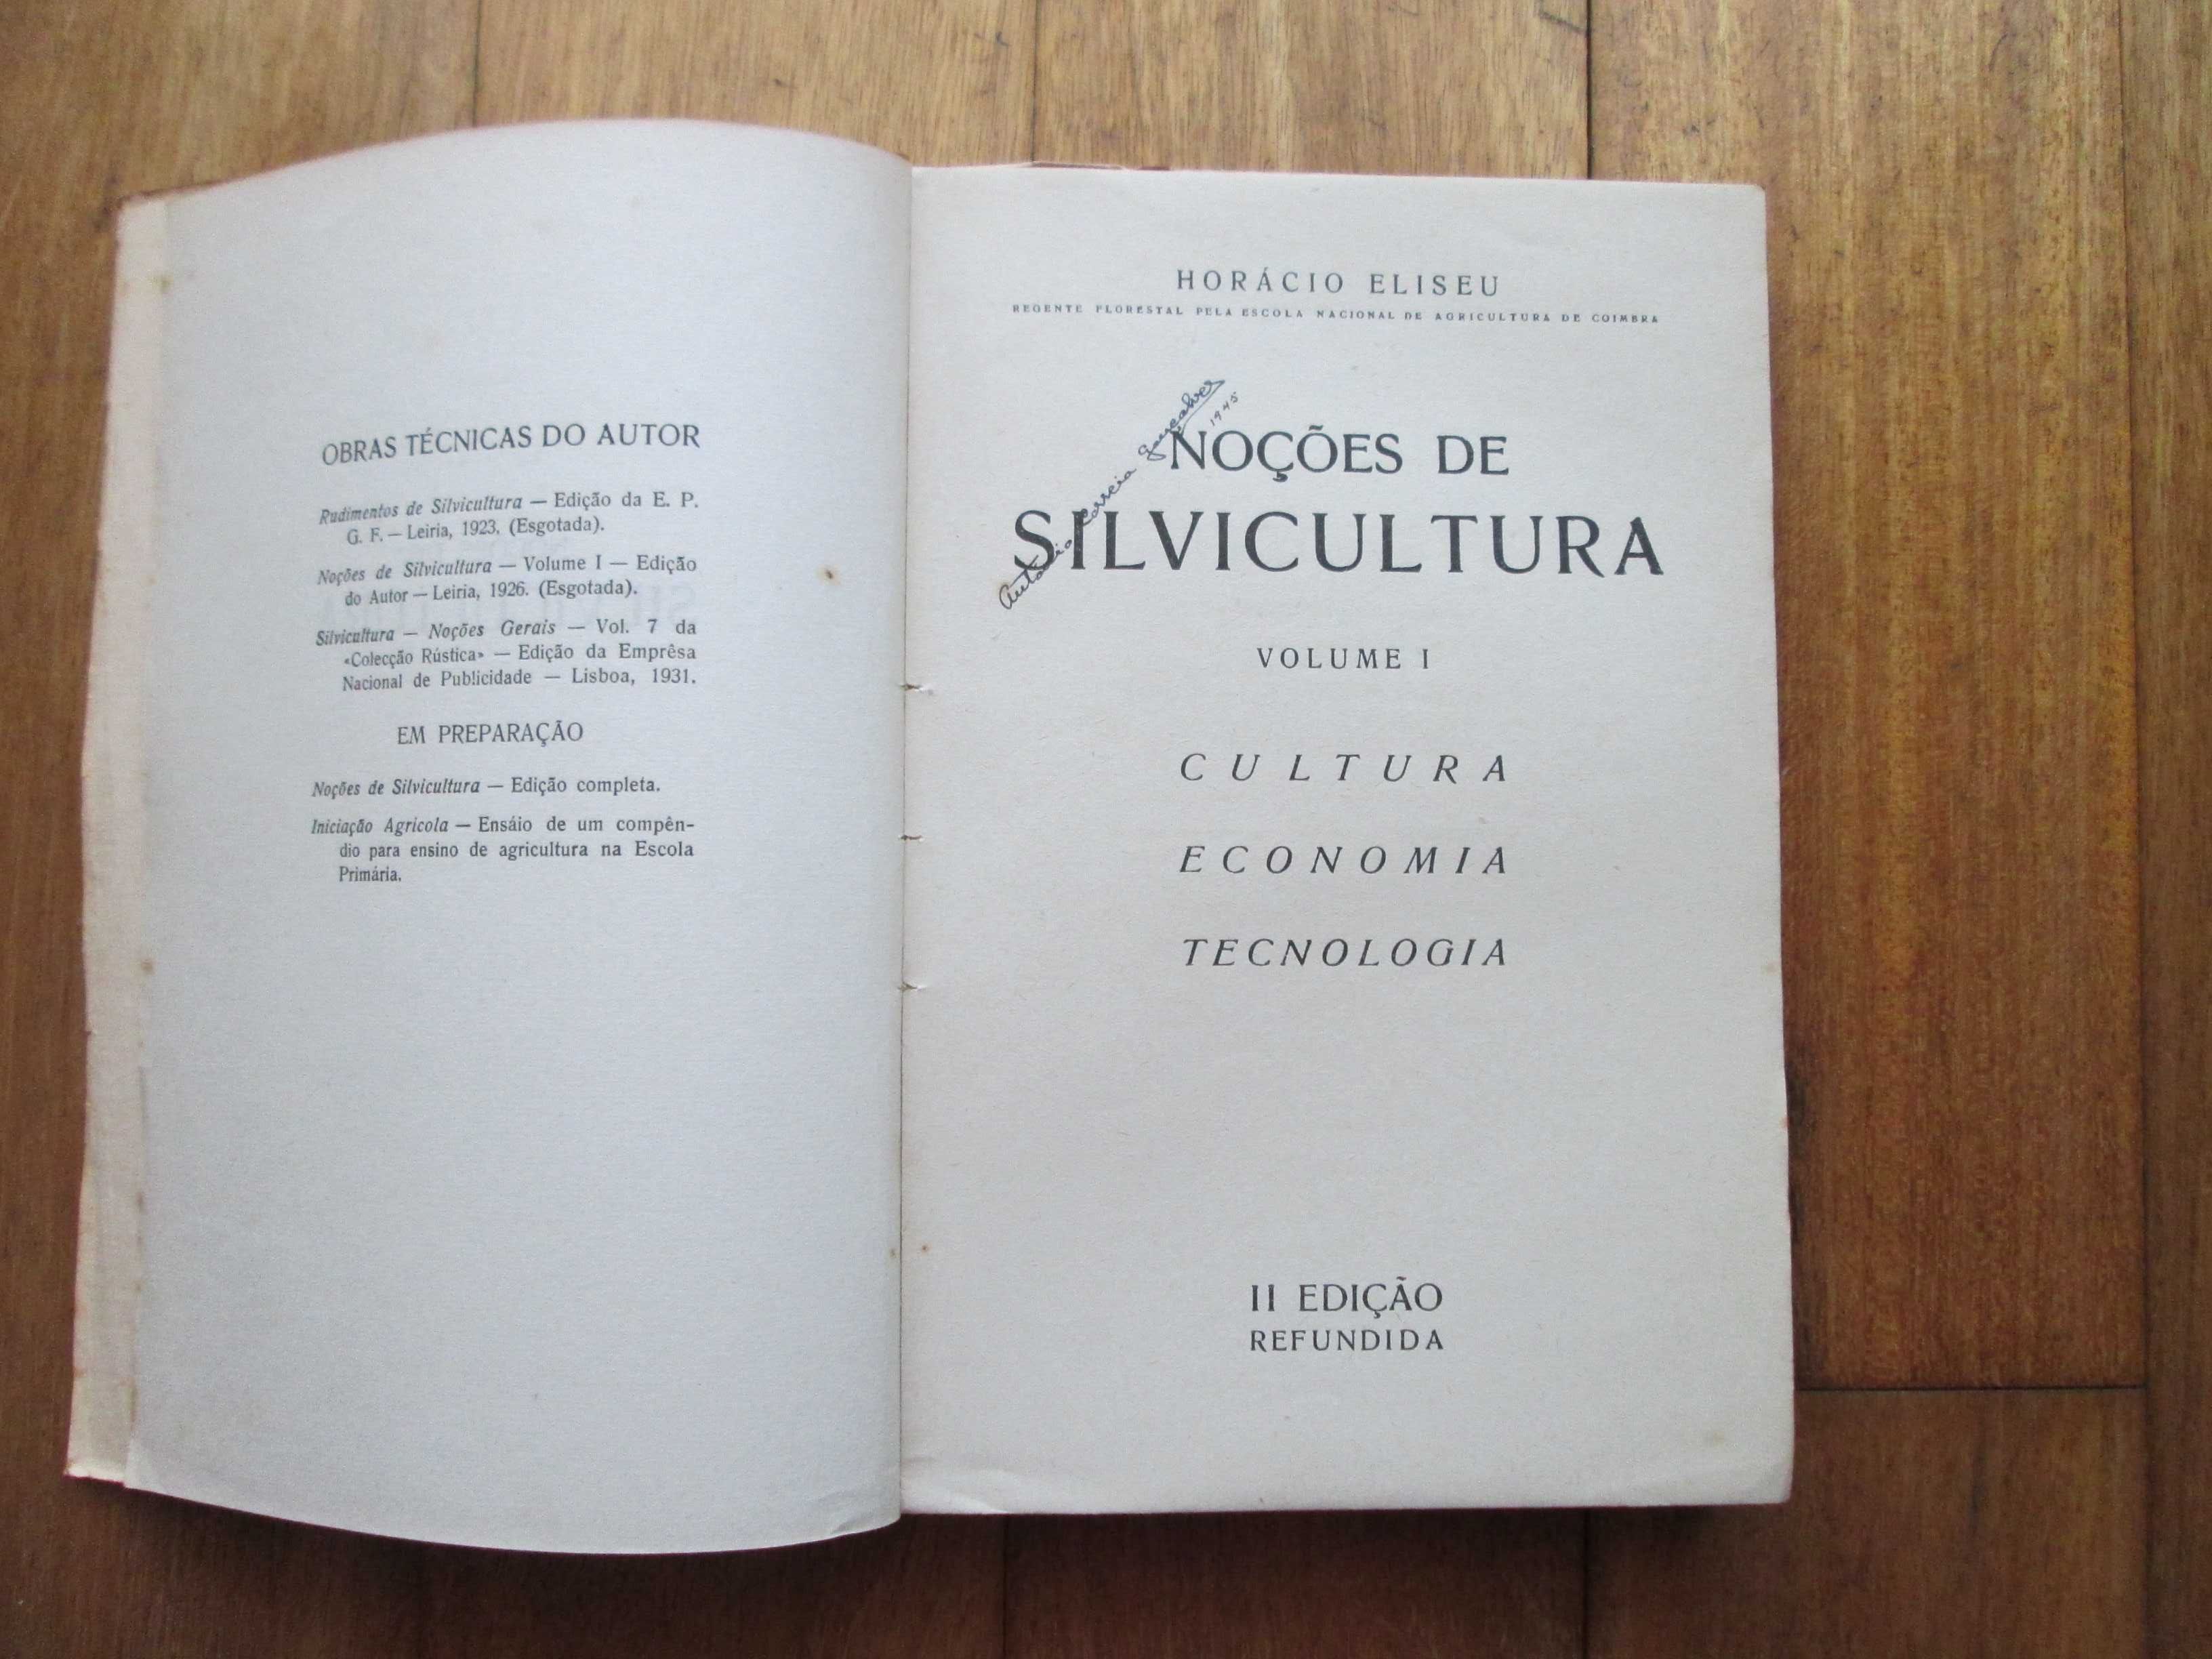 OBRAS TÉCNICAS DO AUTOR
Rudimentos de Silvicultura — Edição da E. P.
G. F. — Leiria, 1923. (Esgotada).
Noções de Silvicultura — Volume I — Edição
do Autor — Leiria, 1926. (Esgotada).
Silvicultura — Noções Gerais — Vol. 7 da
«Colecção Rústica» — Edição da Emprêsa
Nacional de Publicidade — Lisboa, 1931.
EM PREPARAÇÃO
Noções de Silvicultura — Edição completa.
Iniciação Agricola — Ensáio de um compên-
dio para ensino de agricultura na Escola
Primária.
HORÁCIO ELISEU
REGENTE FLORESTAL PELA ESCOLA NACIONAL DE AGRICULTURA DE COIMBRA
António Correia Gonçalves
1945
NOÇÕES DE
SILVICULTURA
VOLUME I
CULTURA
ECONOMIA
TECNOLOGIA
II EDIÇÃO
REFUNDIDA